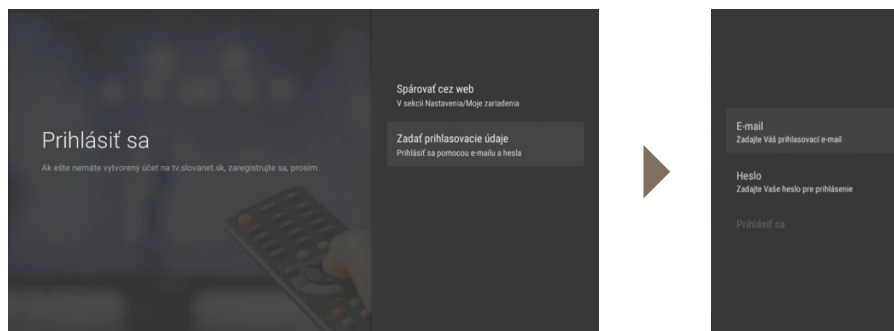 Prihlásiť sa
Ak ešte nemáte vytvorený účet na tv.slovanet.sk, zaregistrujte sa, prosím.
Spárovať cez web
V sekcii Nastavenia/Moje zariadenia
Zadať prihlasovacie údaje
Prihlásiť sa pomocou e-mailu a hesla
E-mail
Zadajte Váš prihlasovací e-mail
Heslo
Zadajte Vaše heslo pre prihlásenie
Prihlásiť sa